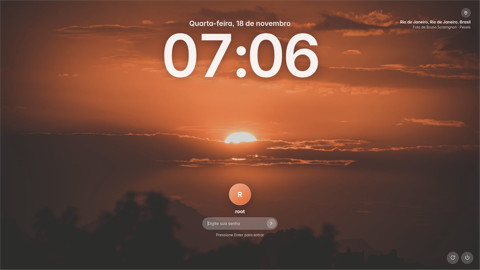 Quarta-feira, 18 de novembro
07:06
Rio de Janeiro, Rio de Janeiro, Brasil
Foto de Bruno Scramgnon · Pexels
R
root
Digite sua senha
Pressione Enter para entrar